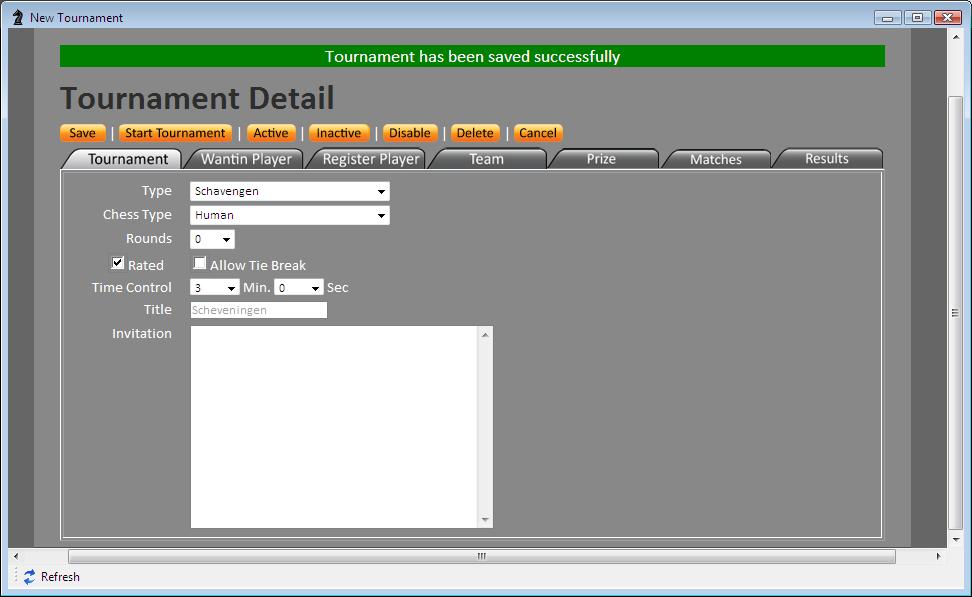 New Tournament
Tournament has been saved successfully
Tournament Detail
Save | Start Tournament | Active | Inactive | Disable | Delete | Cancel
Tournament Wantin Player Register Player Team Prize Matches Results
Type Schavengen
Chess Type Human
Rounds 0
Rated Allow Tie Break
Time Control 3 Min. 0 Sec
Title Scheveningen
Invitation
Refresh